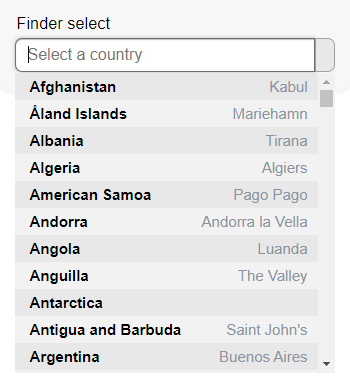 Finder select
Select a country
Afghanistan Kabul
Åland Islands Mariehamn
Albania Tirana
Algeria Algiers
American Samoa Pago Pago
Andorra Andorra la Vella
Angola Luanda
Anguilla The Valley
Antarctica
Antigua and Barbuda Saint John's
Argentina Buenos Aires